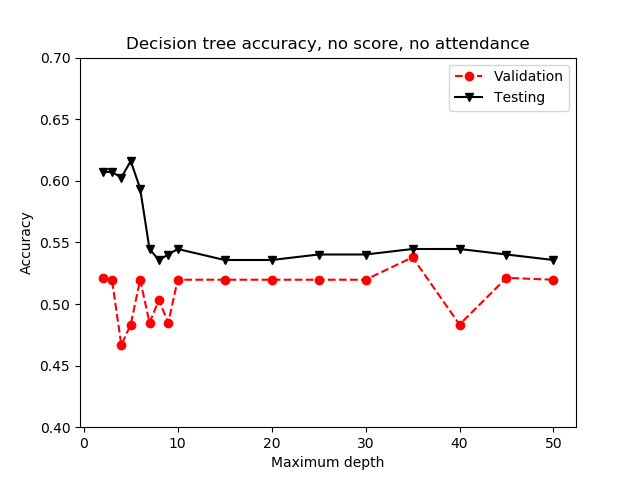 Decision tree accuracy, no score, no attendance
Validation
Testing
0.70
0.65
0.60
0.55
0.50
0.45
0.40
Accuracy
0 10 20 30 40 50
Maximum depth